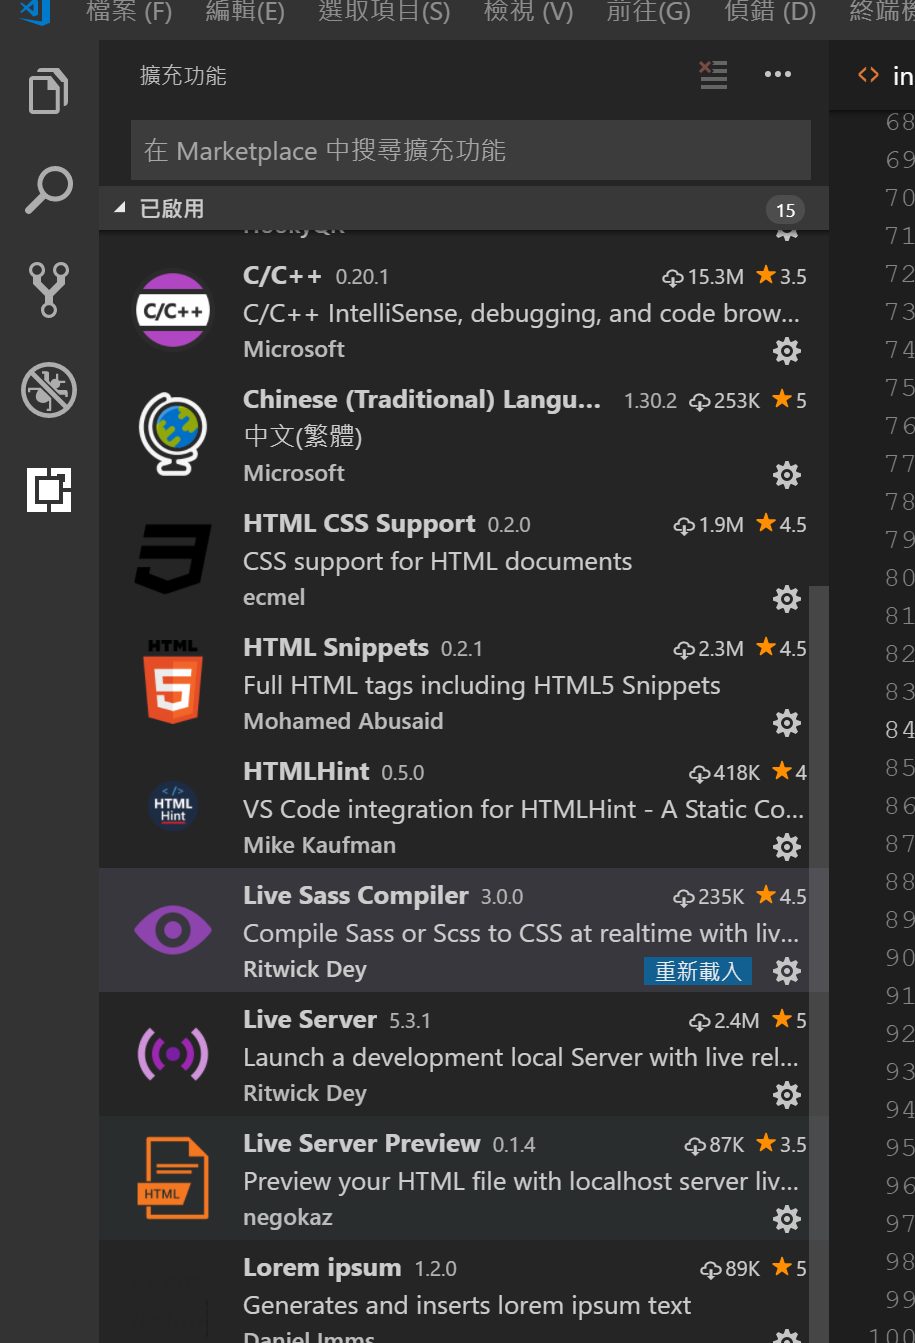 檔案 (F) 編輯(E) 選取項目(S) 檢視 (V) 前往(G) 偵錯 (D) 終端機
擴充功能
in
在 Marketplace 中搜尋擴充功能
已啟用 15
HookyQR
C/C++ 0.20.1 15.3M 3.5
C/C++
C/C++ IntelliSense, debugging, and code brow...
Microsoft
Chinese (Traditional) Langu... 1.30.2 253K 5
中文(繁體)
Microsoft
HTML CSS Support 0.2.0 1.9M 4.5
CSS support for HTML documents
ecmel
HTML Snippets 0.2.1 2.3M 4.5
HTML
5
Full HTML tags including HTML5 Snippets
Mohamed Abusaid
HTMLHint 0.5.0 418K 4
</>
HTML
Hint
VS Code integration for HTMLHint - A Static Co...
Mike Kaufman
Live Sass Compiler 3.0.0 235K 4.5
Compile Sass or Scss to CSS at realtime with liv...
Ritwick Dey 重新載入
Live Server 5.3.1 2.4M 5
Launch a development local Server with live rel...
Ritwick Dey
Live Server Preview 0.1.4 87K 3.5
HTML
Preview your HTML file with localhost server liv...
negokaz
Lorem ipsum 1.2.0 89K 5
Generates and inserts lorem ipsum text
Daniel Imms
68
69
70
71
72
73
74
75
76
77
78
79
80
81
82
83
84
85
86
87
88
89
90
91
92
93
94
95
96
97
98
99
100